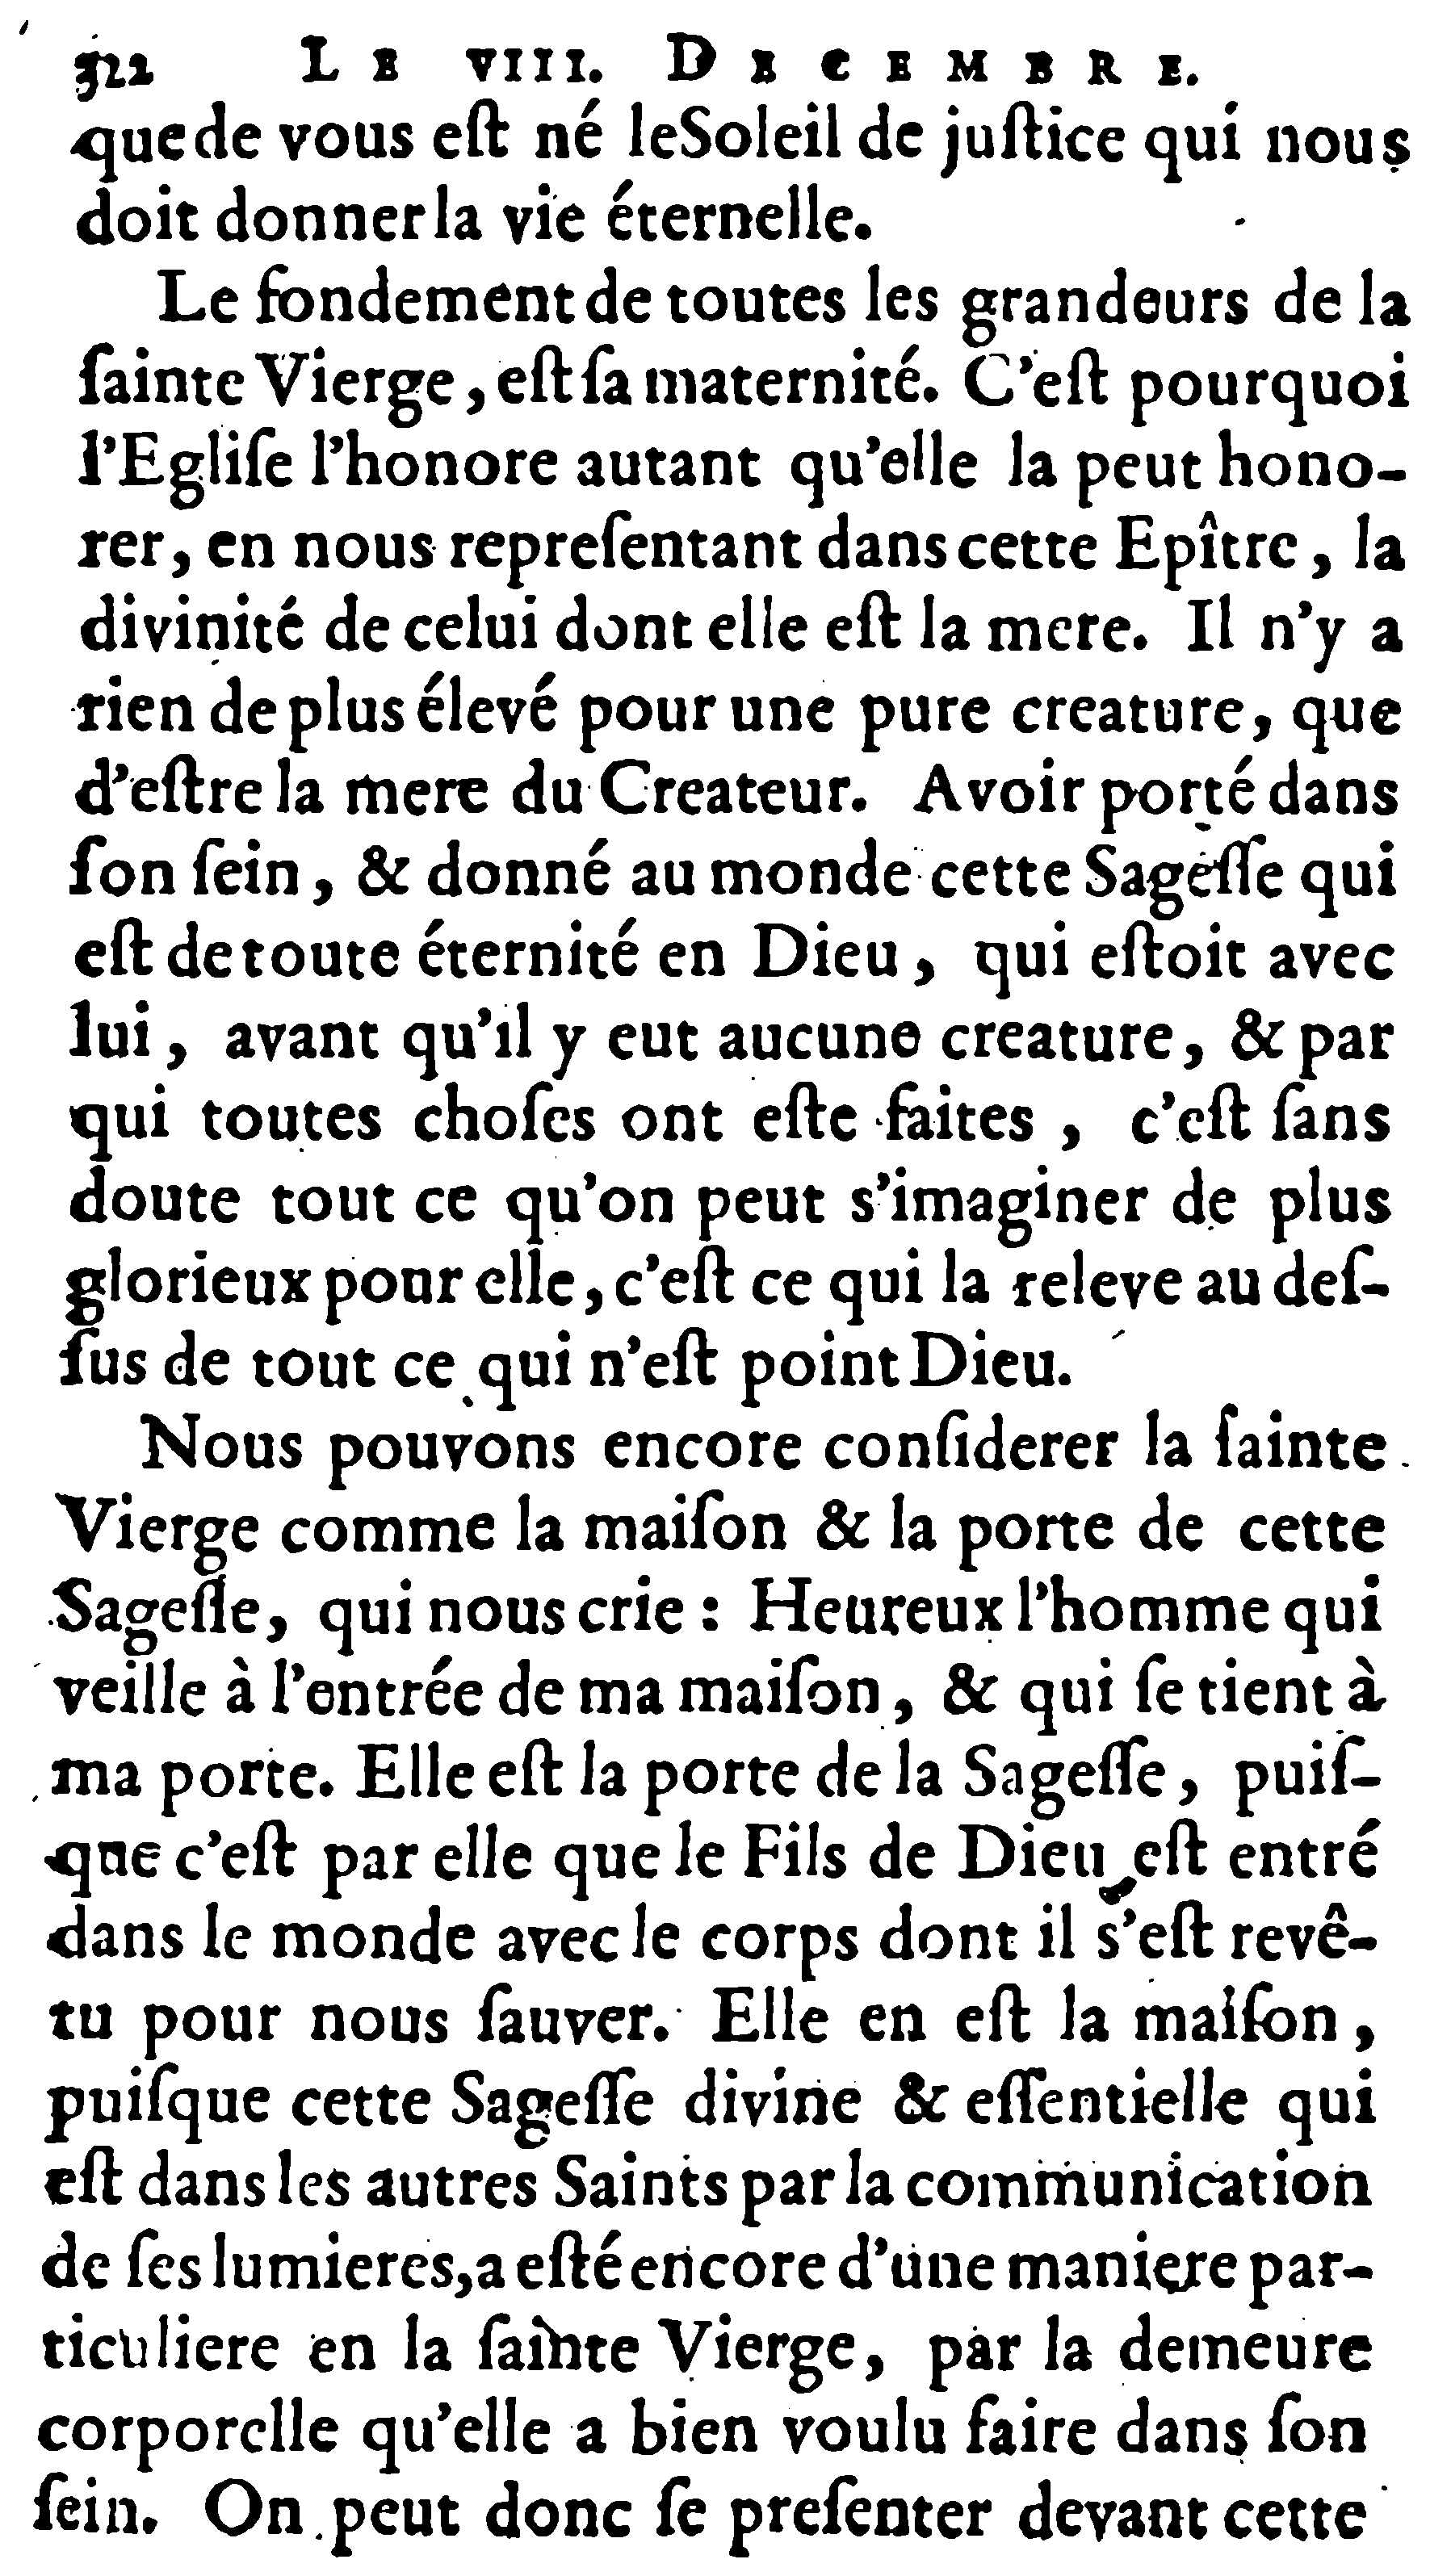 322 LE VIII. DECEMBRE.
que de vous eſt né le Soleil de juſtice qui nous
doit donner la vie éternelle.
Le fondement de toutes les grandeurs de la
ſainte Vierge, eſt ſa maternité. C'eſt pourquoi
l'Egliſe l'honore autant qu'elle la peut hono-
rer, en nous repreſentant dans cette Epître, la
divinité de celui dont elle eſt la mere. Il n'y a
rien de plus élevé pour une pure creature, que
d'eſtre la mere du Createur. Avoir porté dans
ſon ſein, & donné au monde cette Sageſſe qui
eſt de toute éternité en Dieu, qui eſtoit avec
lui, avant qu'il y eut aucune creature, & par
qui toutes choſes ont eſte faites, c'eſt ſans
doute tout ce qu'on peut s'imaginer de plus
glorieux pour elle, c'eſt ce qui la releve au deſ-
ſus de tout ce qui n'eſt point Dieu.
Nous pouvons encore conſiderer la ſainte
Vierge comme la maiſon & la porte de cette
Sageſſe, qui nous crie : Heureux l'homme qui
veille à l'entrée de ma maiſon, & qui ſe tient à
ma porte. Elle eſt la porte de la Sageſſe, puiſ-
que c'eſt par elle que le Fils de Dieu eſt entré
dans le monde avec le corps dont il s'eſt revê-
tu pour nous ſauver. Elle en eſt la maiſon,
puiſque cette Sageſſe divine & eſſentielle qui
eſt dans les autres Saints par la communication
de ſes lumieres, a eſté encore d'une maniere par-
ticuliere en la ſainte Vierge, par la demeure
corporelle qu'elle a bien voulu faire dans ſon
ſein. On peut donc ſe preſenter devant cette